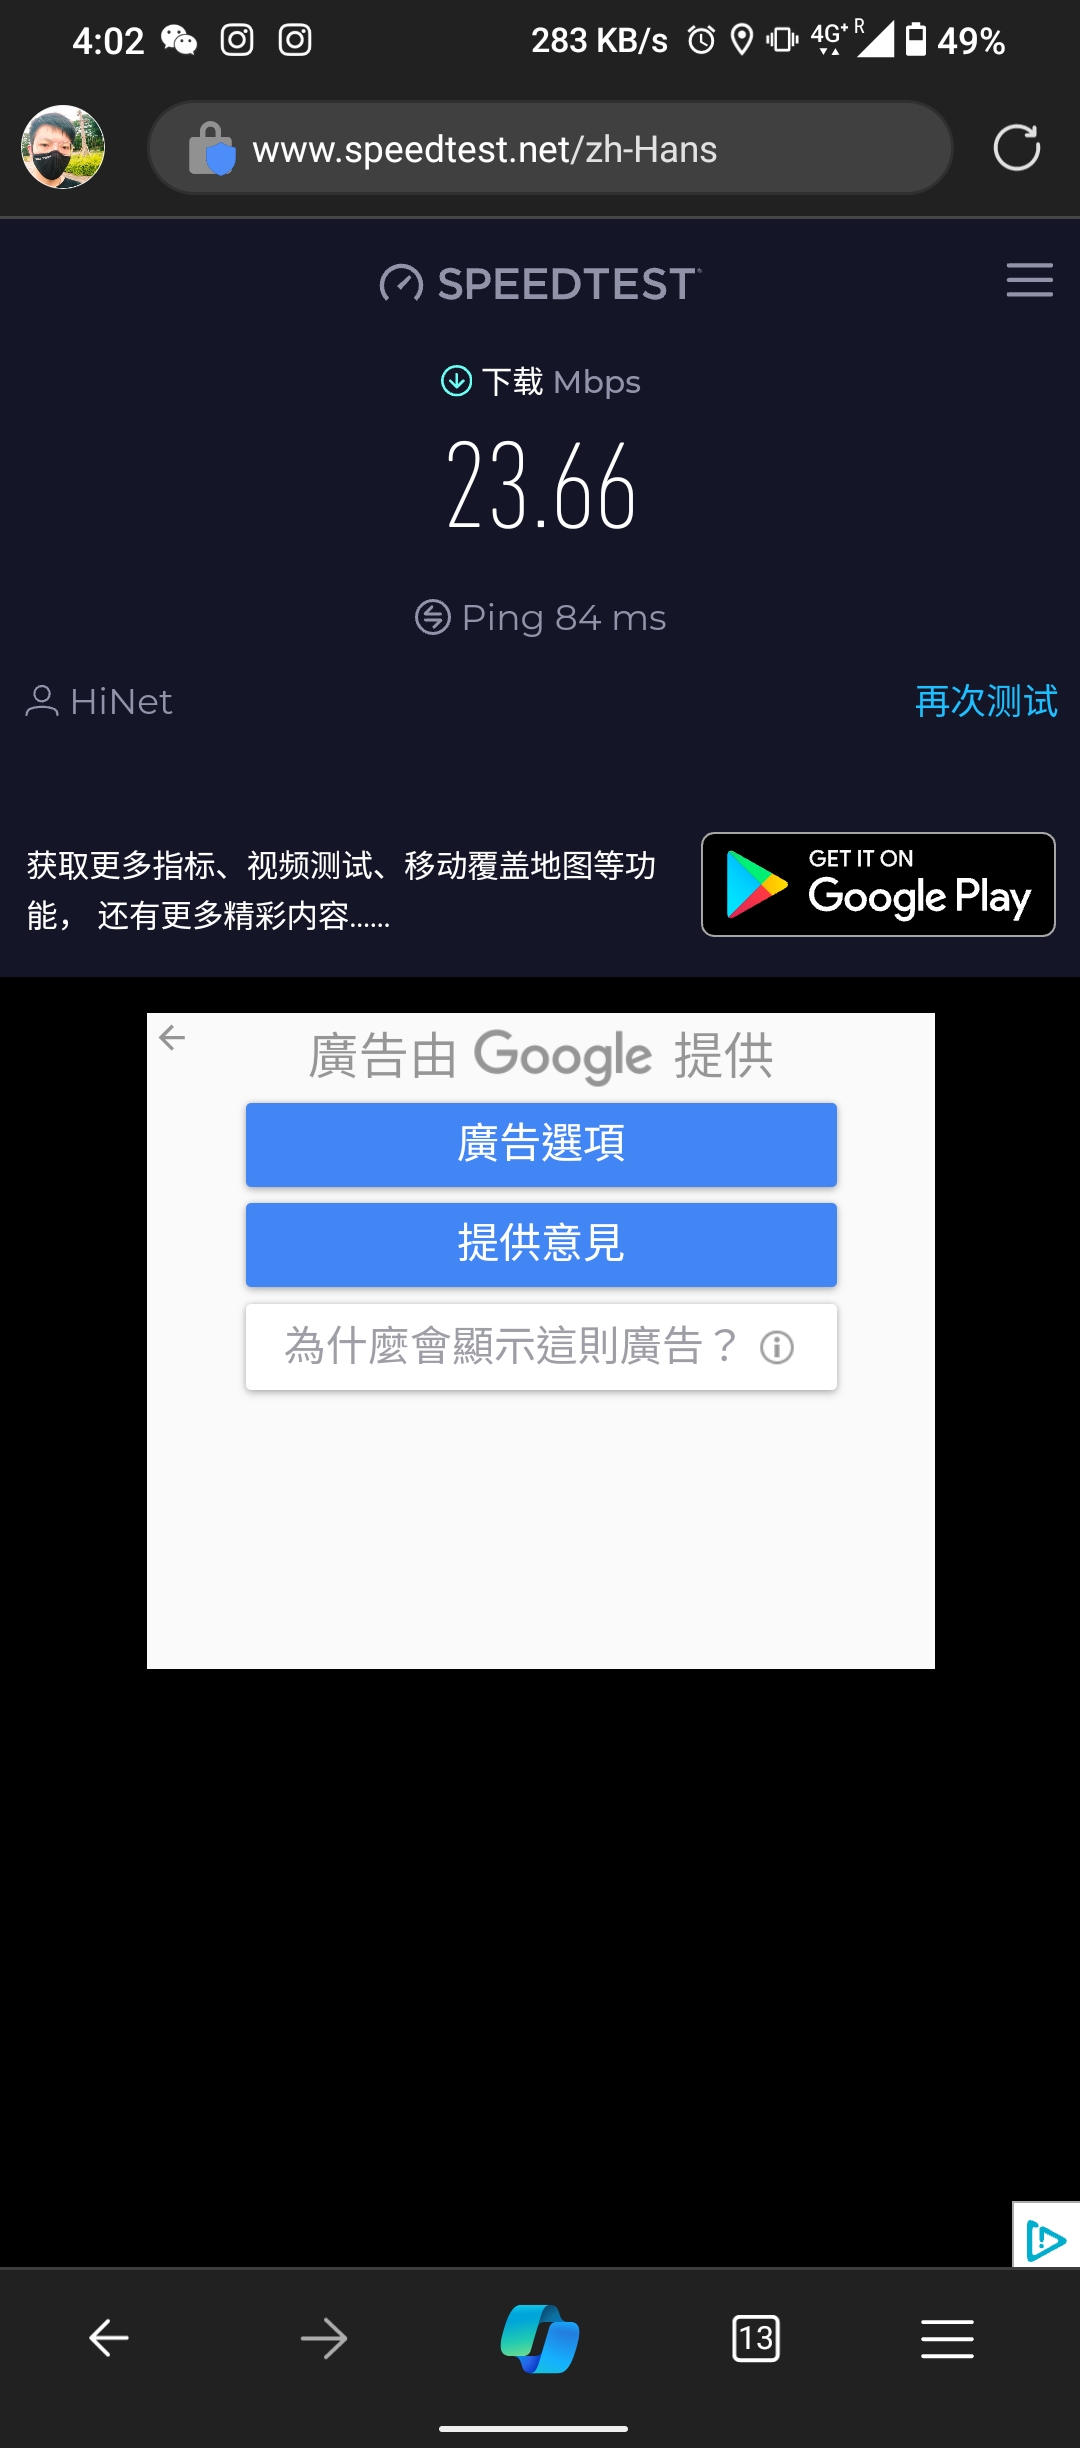 4:02 283 KB/s 4G+ R 49%
www.speedtest.net/zh-Hans
SPEEDTEST
下载 Mbps
23.66
Ping 84 ms
HiNet
再次测试
获取更多指标、视频测试、移动覆盖地图等功
能， 还有更多精彩内容......
GET IT ON
Google Play
廣告由 Google 提供
廣告選項
提供意見
為什麼會顯示這則廣告？
13